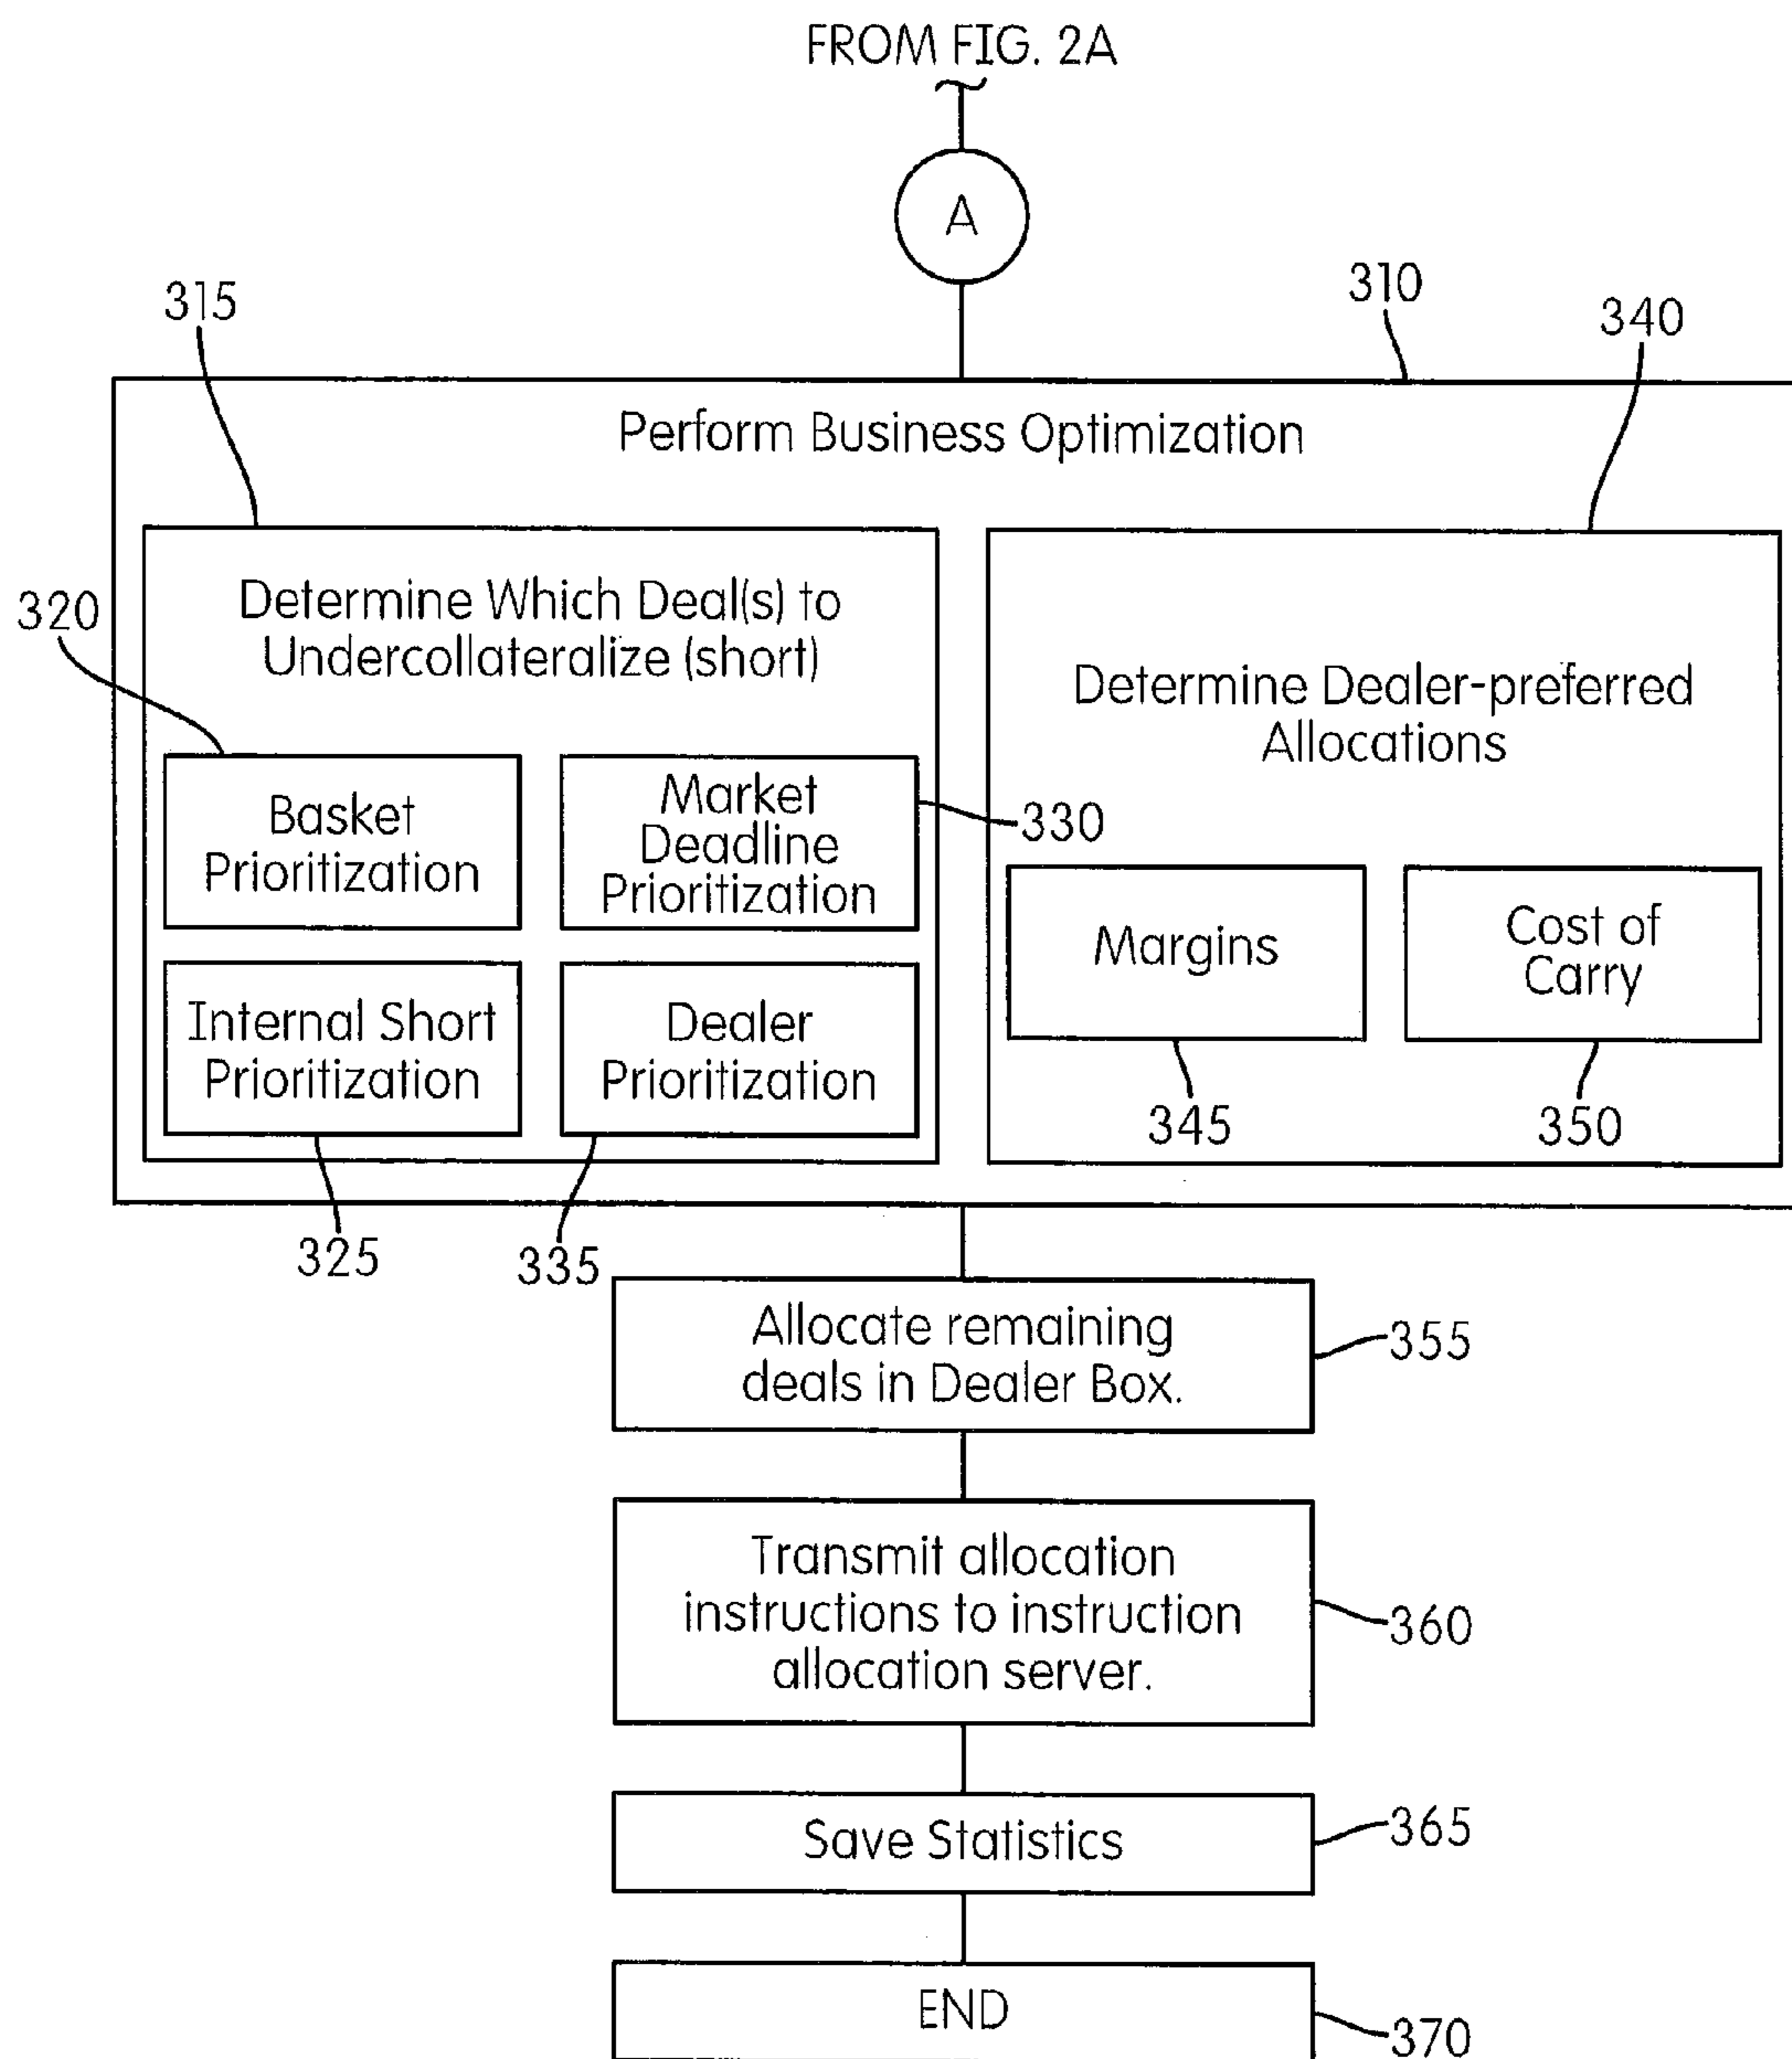 FROM FIG. 2A
A
310
315
340
Perform Business Optimization
320
Determine Which Deal(s) to
Undercollateralize (short)
Basket
Prioritization
Market
Deadline
Prioritization
330
Internal Short
Prioritization
Dealer
Prioritization
325
335
Determine Dealer-preferred
Allocations
Margins
Cost of
Carry
345
350
Allocate remaining
deals in Dealer Box.
355
Transmit allocation
instructions to instruction
allocation server.
360
Save Statistics
365
END
370